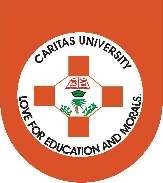 CARITAS UNIVERSITY
LOVE FOR EDUCATION AND MORALS.